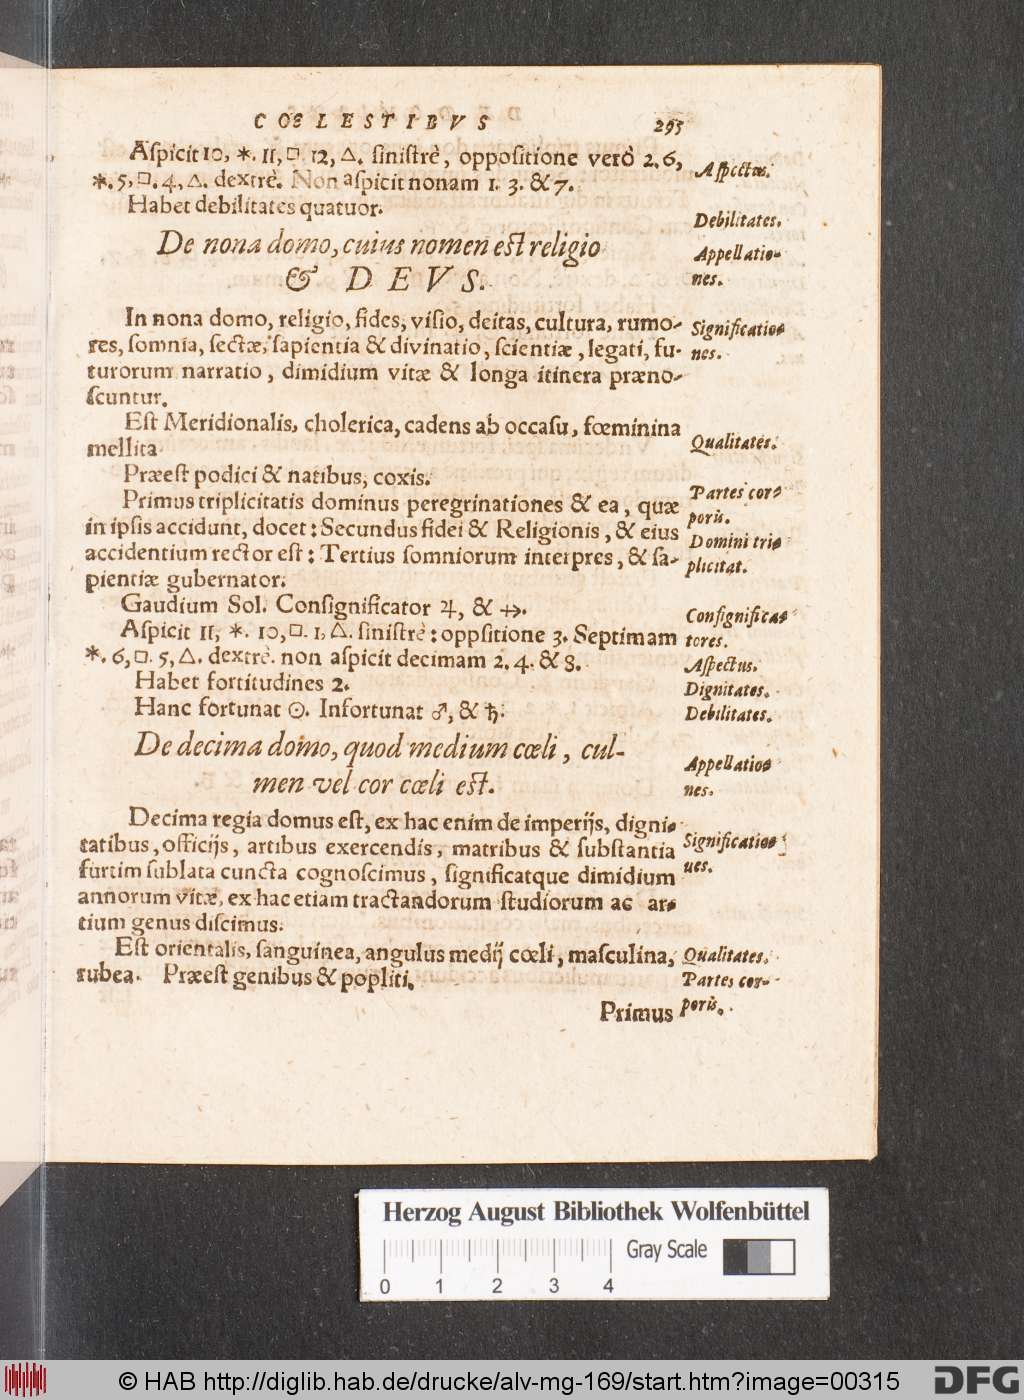 CŒLESTIBVS 295
Aſpicit 10, ⚹. 11, □. 12, △. ſiniſtrè, oppoſitione verò 2. 6,
⚹. 5, □. 4, △. dextrè. Non aſpicit nonam 1. 3. & 7.
Aſpectus.
Habet debilitates quatuor.
Debilitates.
De nona domo, cuius nomen eſt religio
& DEVS.
Appellatio-
nes.
In nona domo, religio, fides, viſio, deitas, cultura, rumo-
res, ſomnia, ſectæ, ſapientia & divinatio, ſcientiæ, legati, fu-
turorum narratio, dimidium vitæ & longa itinera præno-
ſcuntur.
Significatio-
nes.
Eſt Meridionalis, cholerica, cadens ab occaſu, fœminina
mellita.
Qualitates.
Præeſt podici & natibus, coxis.
Partes cor-
poris.
Primus triplicitatis dominus peregrinationes & ea, quæ
in ipſis accidunt, docet: Secundus fidei & Religionis, & eius
accidentium rector eſt: Tertius ſomniorum interpres, & ſa-
pientiæ gubernator.
Domini tri-
plicitat.
Gaudium Sol. Conſignificator ♃, & ♐.
Conſignifica-
tores.
Aſpicit 11, ⚹. 10, □. 1, △. ſiniſtrè: oppſitione 3. Septimam
⚹. 6, □. 5, △. dextrè. non aſpicit decimam 2. 4. & 8.
Aſpectus.
Habet fortitudines 2.
Dignitates.
Hanc fortunat ☉. Infortunat ♂, & ♄.
Debilitates.
De decima domo, quod medium cœli, cul-
men vel cor cœli eſt.
Appellatio-
nes.
Decima regia domus eſt, ex hac enim de imperijs, digni-
tatibus, officijs, artibus exercendis, matribus & ſubſtantia
furtim ſublata cuncta cognoſcimus, ſignificatque dimidium
annorum vitæ, ex hac etiam tractandorum ſtudiorum ac ar-
tium genus diſcimus.
Significatio-
nes.
Eſt orientalis, ſanguinea, angulus medij cœli, maſculina,
rubea. Præeſt genibus & popliti.
Qualitates.
Partes cor-
poris.
Primus
Herzog August Bibliothek Wolfenbüttel
Gray Scale
0 1 2 3 4
© HAB http://diglib.hab.de/drucke/alv-mg-169/start.htm?image=00315
DFG